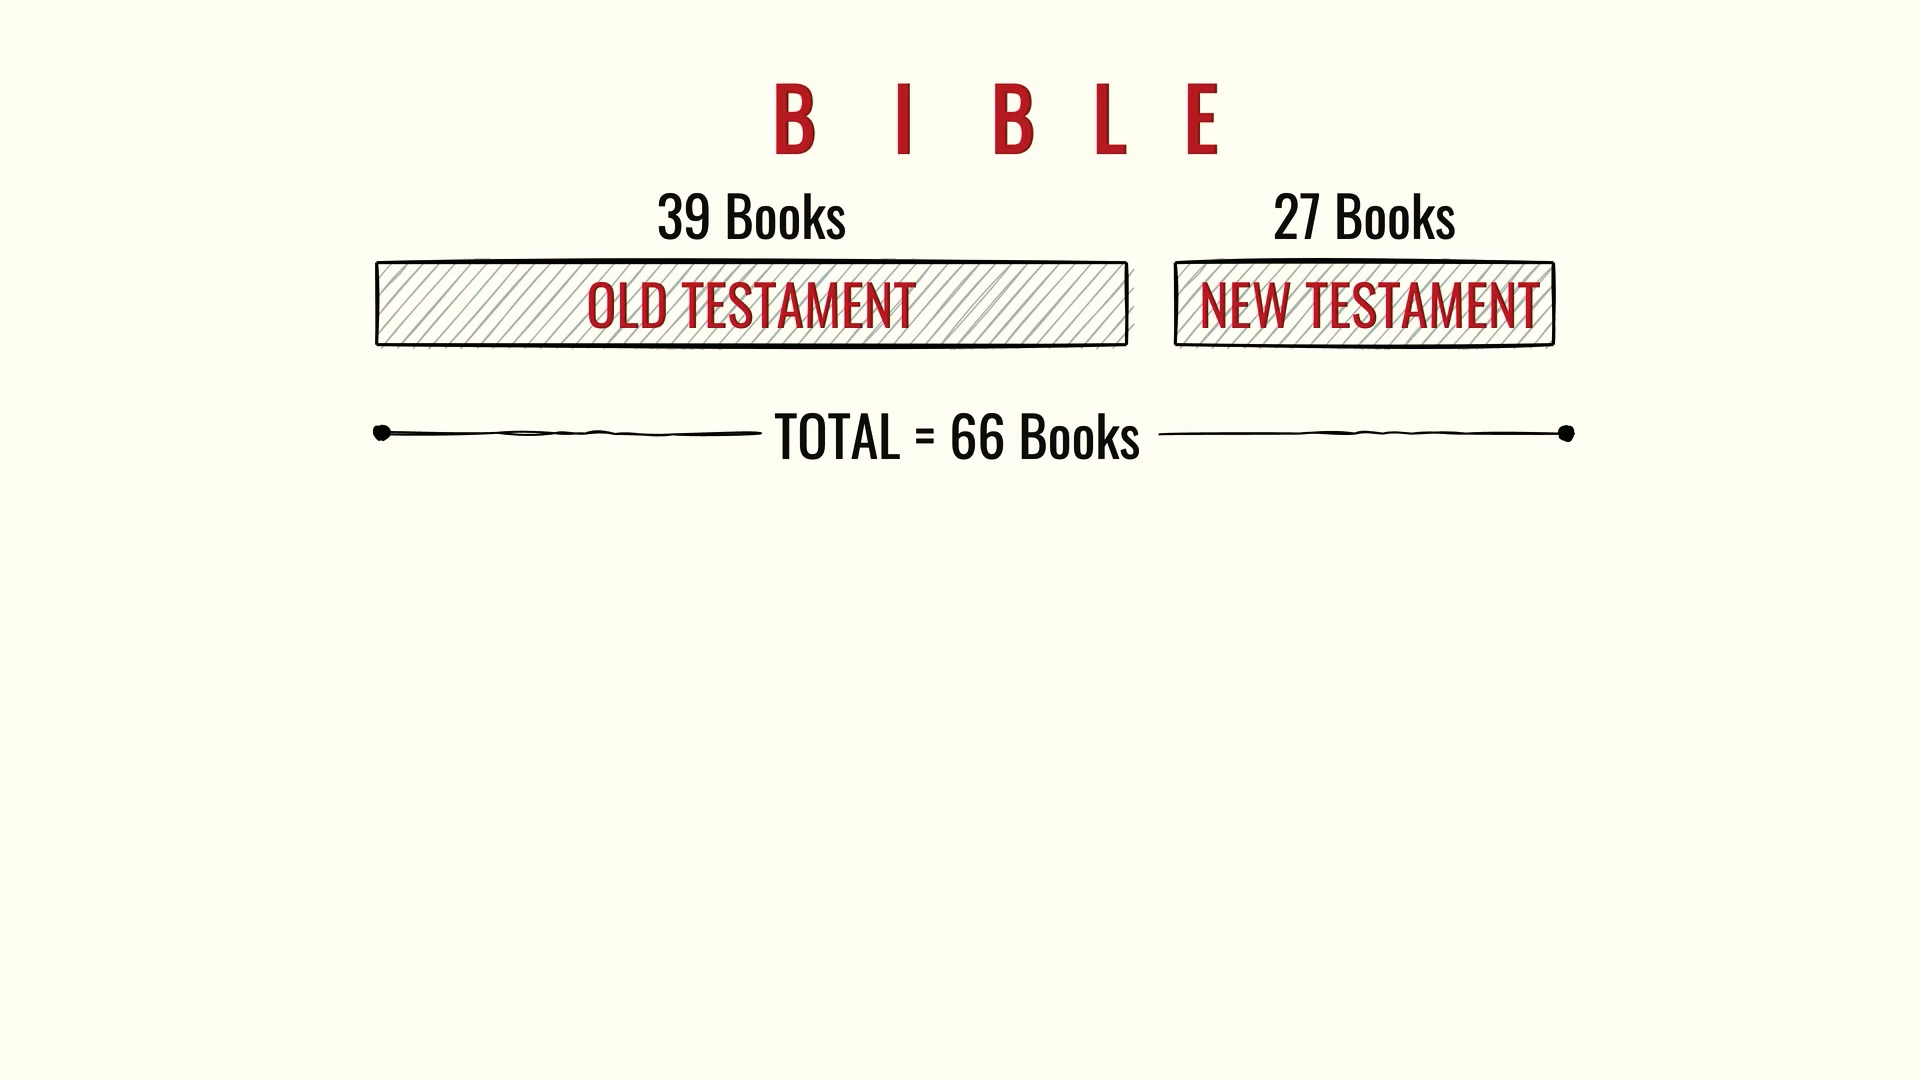 B I B L E
39 Books 27 Books
OLD TESTAMENT NEW TESTAMENT
TOTAL = 66 Books